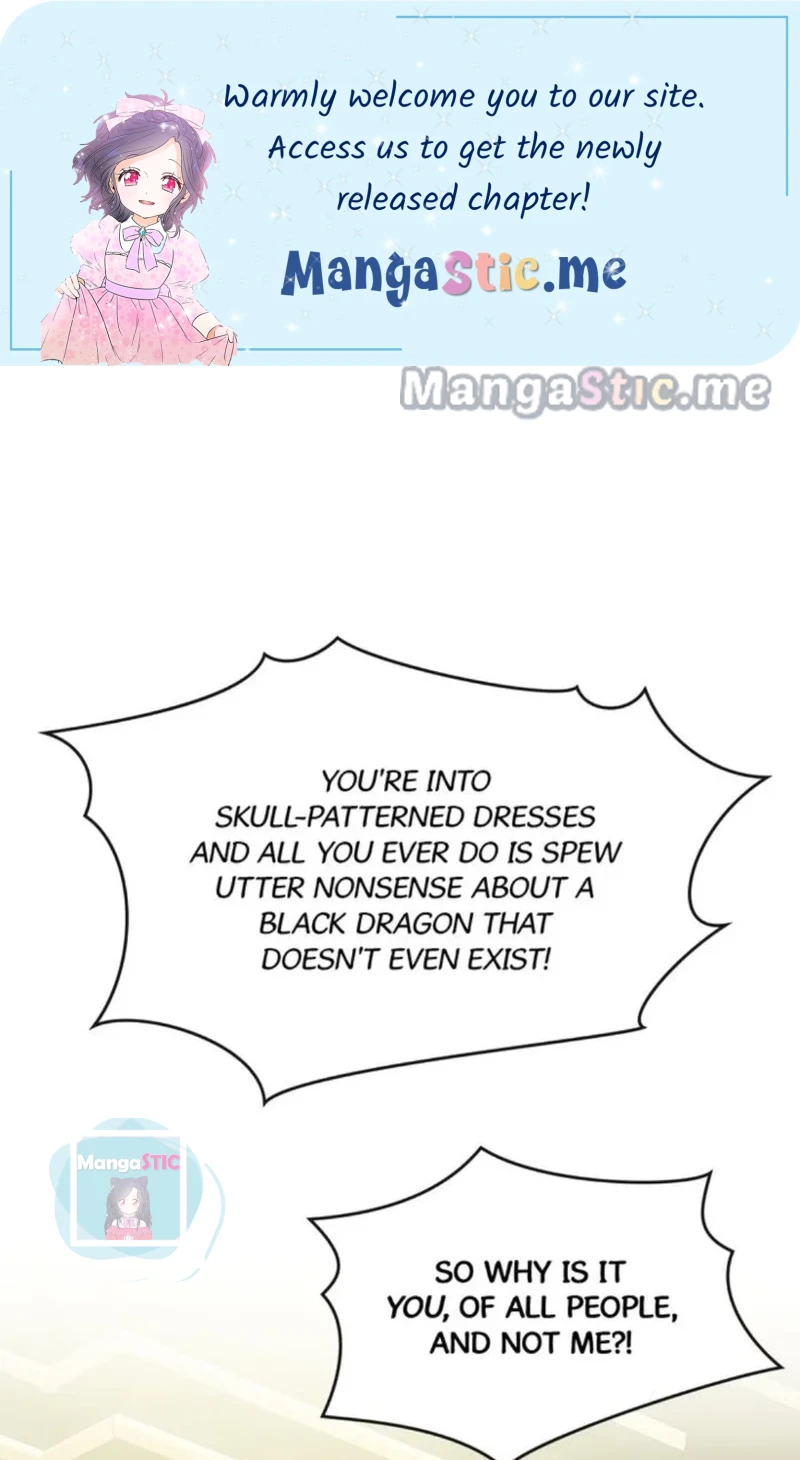 Warmly welcome you to our site.
Access us to get the newly
released chapter!
MangaStic.me
MangaStic.me
YOU'RE INTO
SKULL-PATTERNED DRESSES
AND ALL YOU EVER DO IS SPEW
UTTER NONSENSE ABOUT A
BLACK DRAGON THAT
DOESN'T EVEN EXIST!
MangaSTIC
SO WHY IS IT
YOU, OF ALL PEOPLE,
AND NOT ME?!